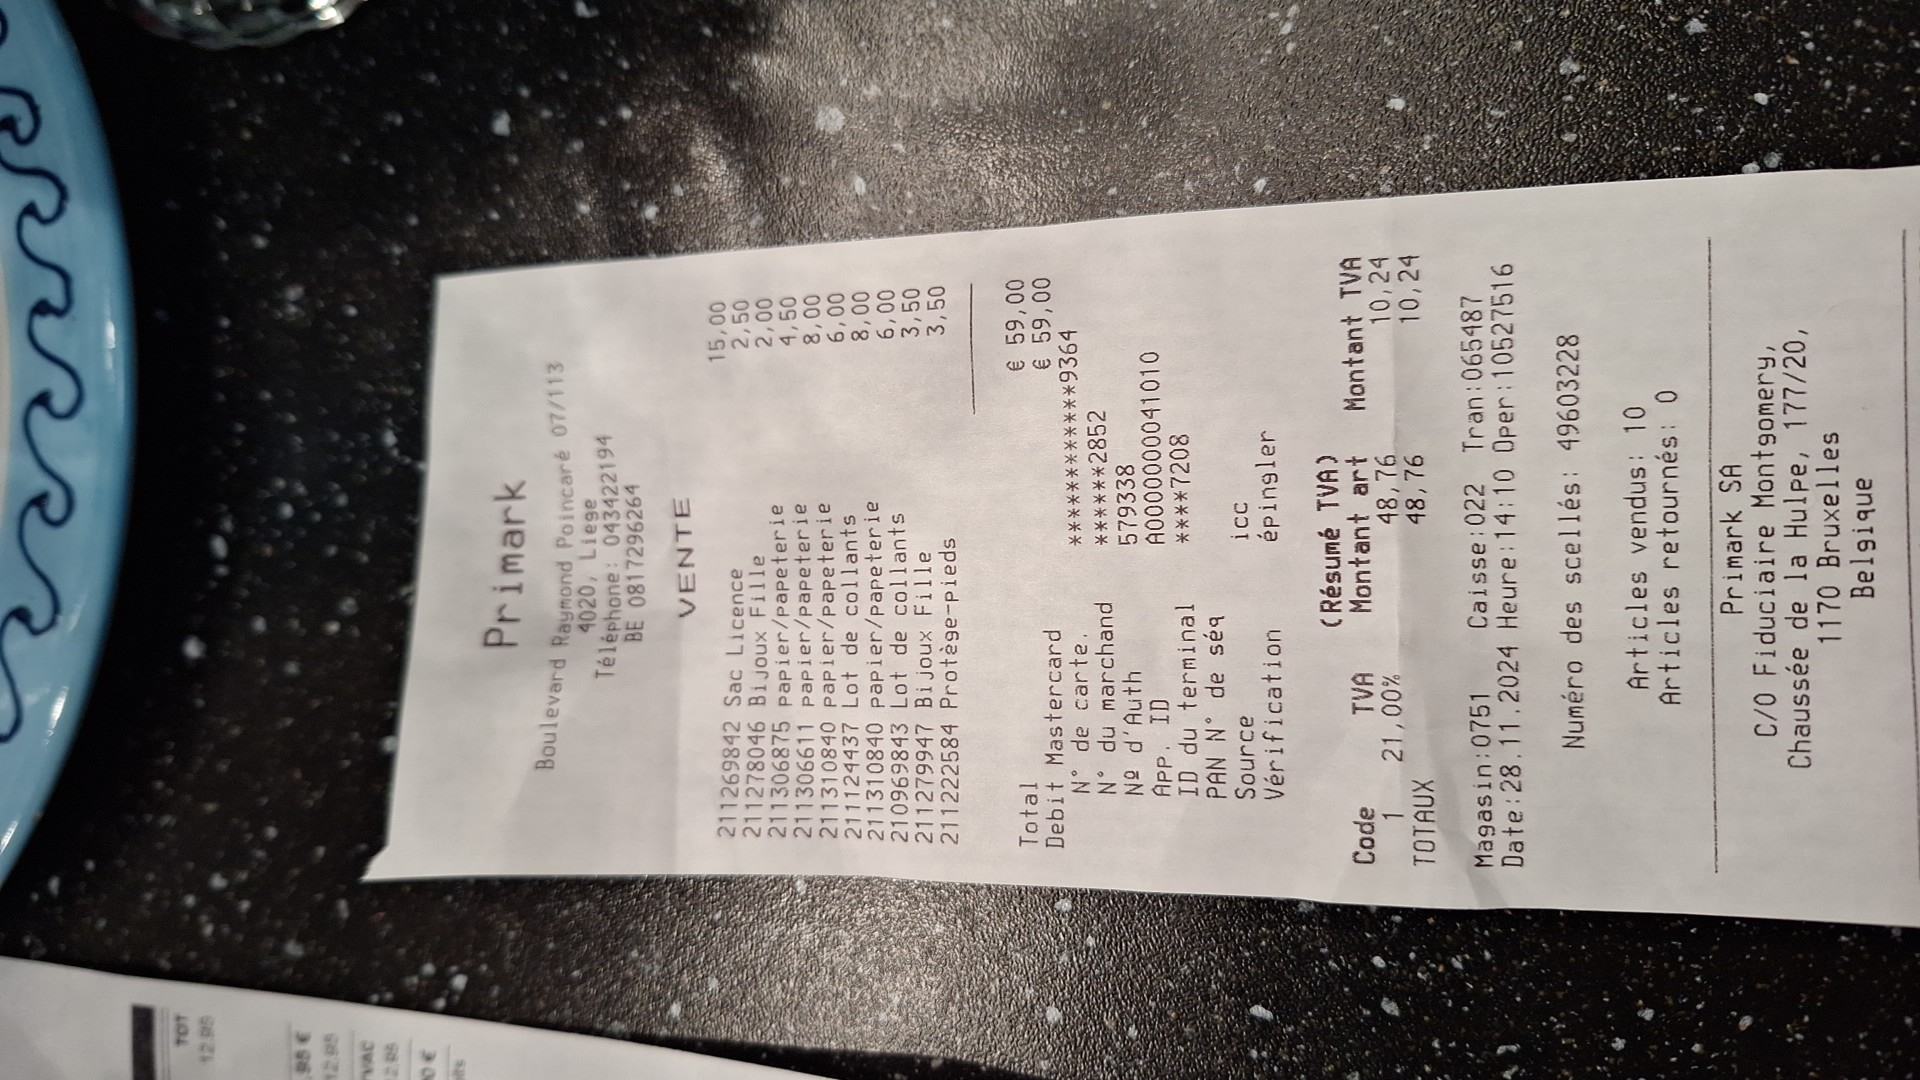 Primark
Boulevard Raymond Poincaré 07/113
4020, Liege
Téléphone: 043422194
BE 0817296264
VENTE
211269842 Sac Licence 15,00
211278046 Bijoux Fille 2,50
211306875 papier/papeterie 2,00
211306611 papier/papeterie 4,50
211310840 papier/papeterie 8,00
211124437 Lot de collants 6,00
211310840 papier/papeterie 8,00
210969843 Lot de collants 6,00
211279947 Bijoux Fille 3,50
211222584 Protège-pieds 3,50
Total € 59,00
Debit Mastercard € 59,00
N° de carte. ************9364
N° du marchand ******2852
Nº d'Auth 579338
App. ID A0000000041010
ID du terminal ****7208
PAN N° de séq
Source icc
Vérification épingler
(Résumé TVA)
Code TVA Montant art Montant TVA
1 21,00% 48,76 10,24
TOTAUX 48,76 10,24
Magasin:0751 Caisse:022 Tran:065487
Date:28.11.2024 Heure:14:10 Oper:10527516
Numéro des scellés: 49603228
Articles vendus: 10
Articles retournés: 0
Primark SA
C/O Fiduciaire Montgomery,
Chaussée de la Hulpe, 177/20,
1170 Bruxelles
Belgique
TOT
12.95